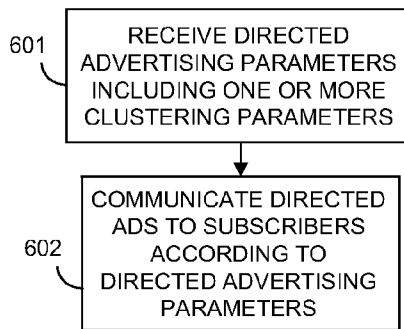 601
RECEIVE DIRECTED
ADVERTISING PARAMETERS
INCLUDING ONE OR MORE
CLUSTERING PARAMETERS
602
COMMUNICATE DIRECTED
ADS TO SUBSCRIBERS
ACCORDING TO
DIRECTED ADVERTISING
PARAMETERS